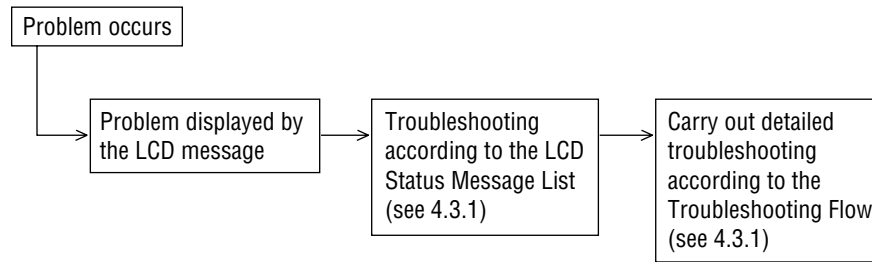 Problem occurs
Problem displayed by
the LCD message
Troubleshooting
according to the LCD
Status Message List
(see 4.3.1)
Carry out detailed
troubleshooting
according to the
Troubleshooting Flow
(see 4.3.1)